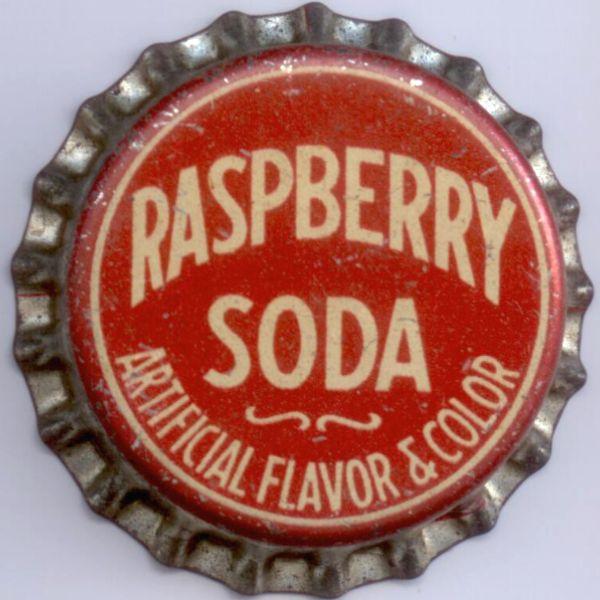 RASPBERRY
SODA
ARTIFICIAL FLAVOR & COLOR